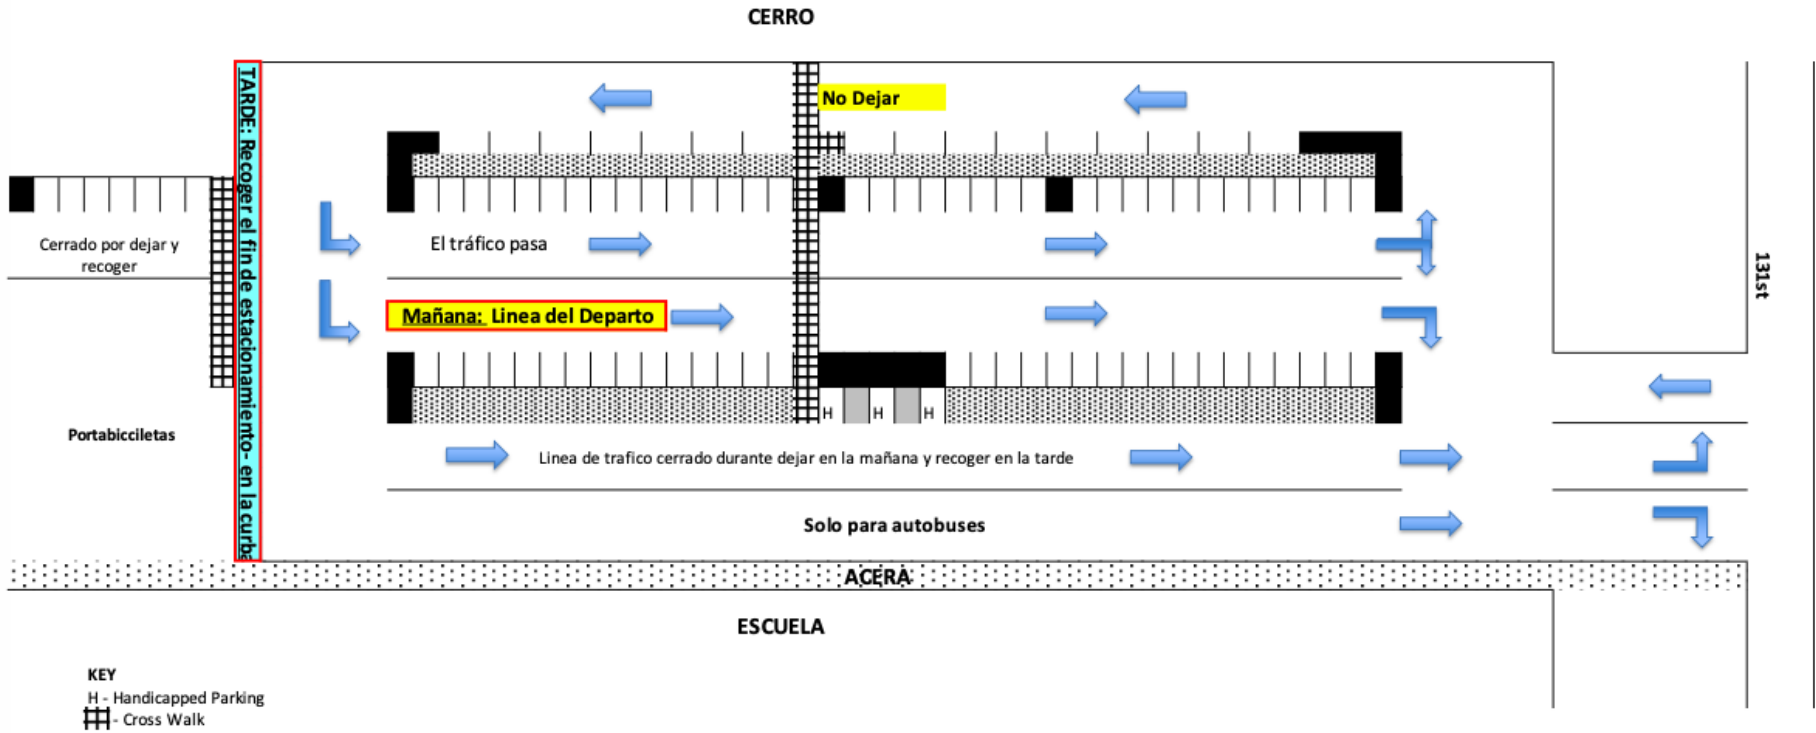 CERRO
No Dejar
TARDE: Recoger el fin de estacionamiento- en la curba
El tráfico pasa
Cerrado por dejar y
recoger
131st
Mañana: Linea del Departo
H H H
Portabicciletas
Linea de trafico cerrado durante dejar en la mañana y recoger en la tarde
Solo para autobuses
ACERA
ESCUELA
KEY
H - Handicapped Parking
- Cross Walk